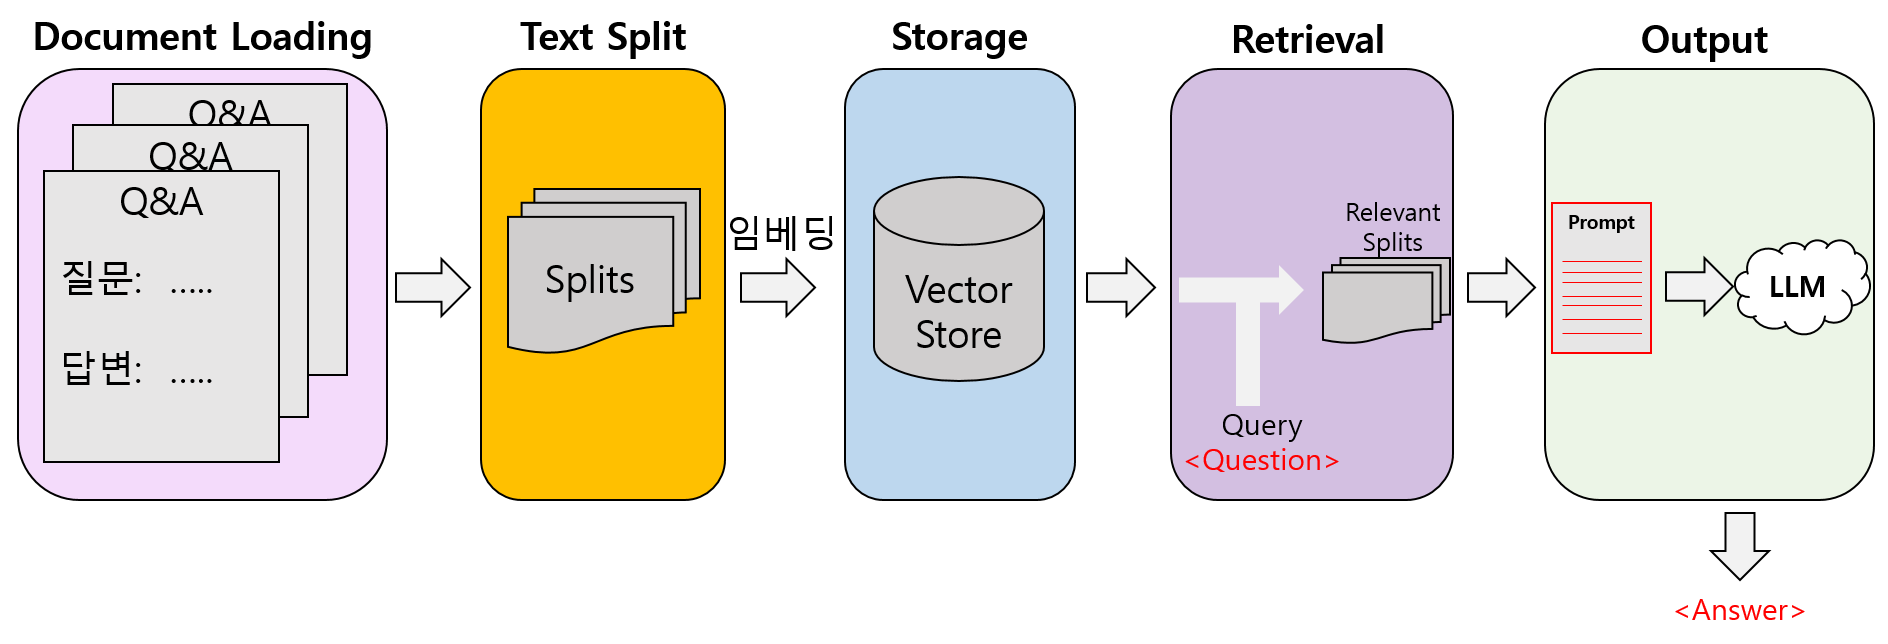 Document Loading
Q&A
Q&A
Q&A
질문: .....
답변: .....
Text Split
Splits
임베딩
Storage
Vector
Store
Retrieval
Relevant
Splits
Query
<Question>
Output
Prompt
LLM
<Answer>